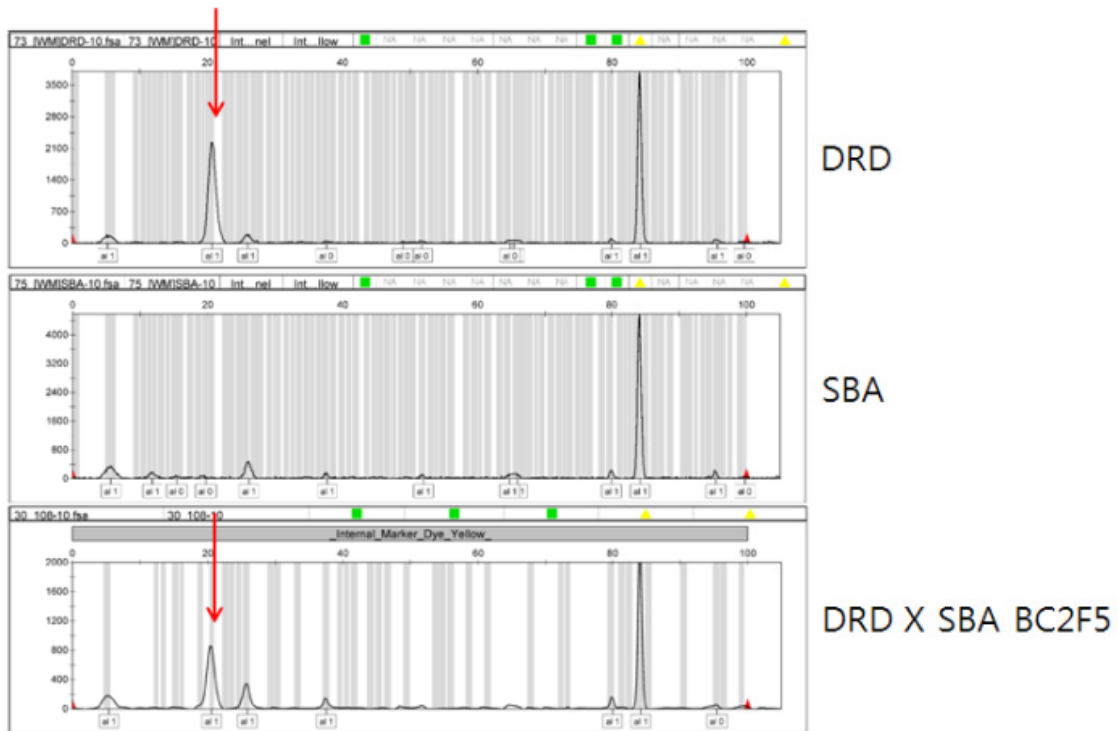 73_[WM]DRD-10.fsa 73_[WM]DRD-10 Int...nel Int...llow NA NA NA NA NA NA NA NA NA NA
0 20 40 60 80 100
3500
2800
2100
1400
700
0
al 1 al 1 al 1 al 0 al 0 al 0 al 0 al 1 al 1 al 1 al 0
DRD
75_[WM]SBA-10.fsa 75_[WM]SBA-10 Int...nel Int...llow NA NA NA NA NA NA NA NA NA NA
0 20 40 60 80 100
4000
3200
2400
1600
800
0
al 1 al 1 al 0 al 0 al 1 al 1 al 1 al 1 al 1 al 1 al 1 al 0
SBA
30_108-10.fsa 30_108-10
_Internal_Marker_Dye_Yellow_
0 20 40 60 80 100
2000
1600
1200
800
400
0
al 1 al 1 al 1 al 1 al 1 al 1 al 0
DRD X SBA BC2F5